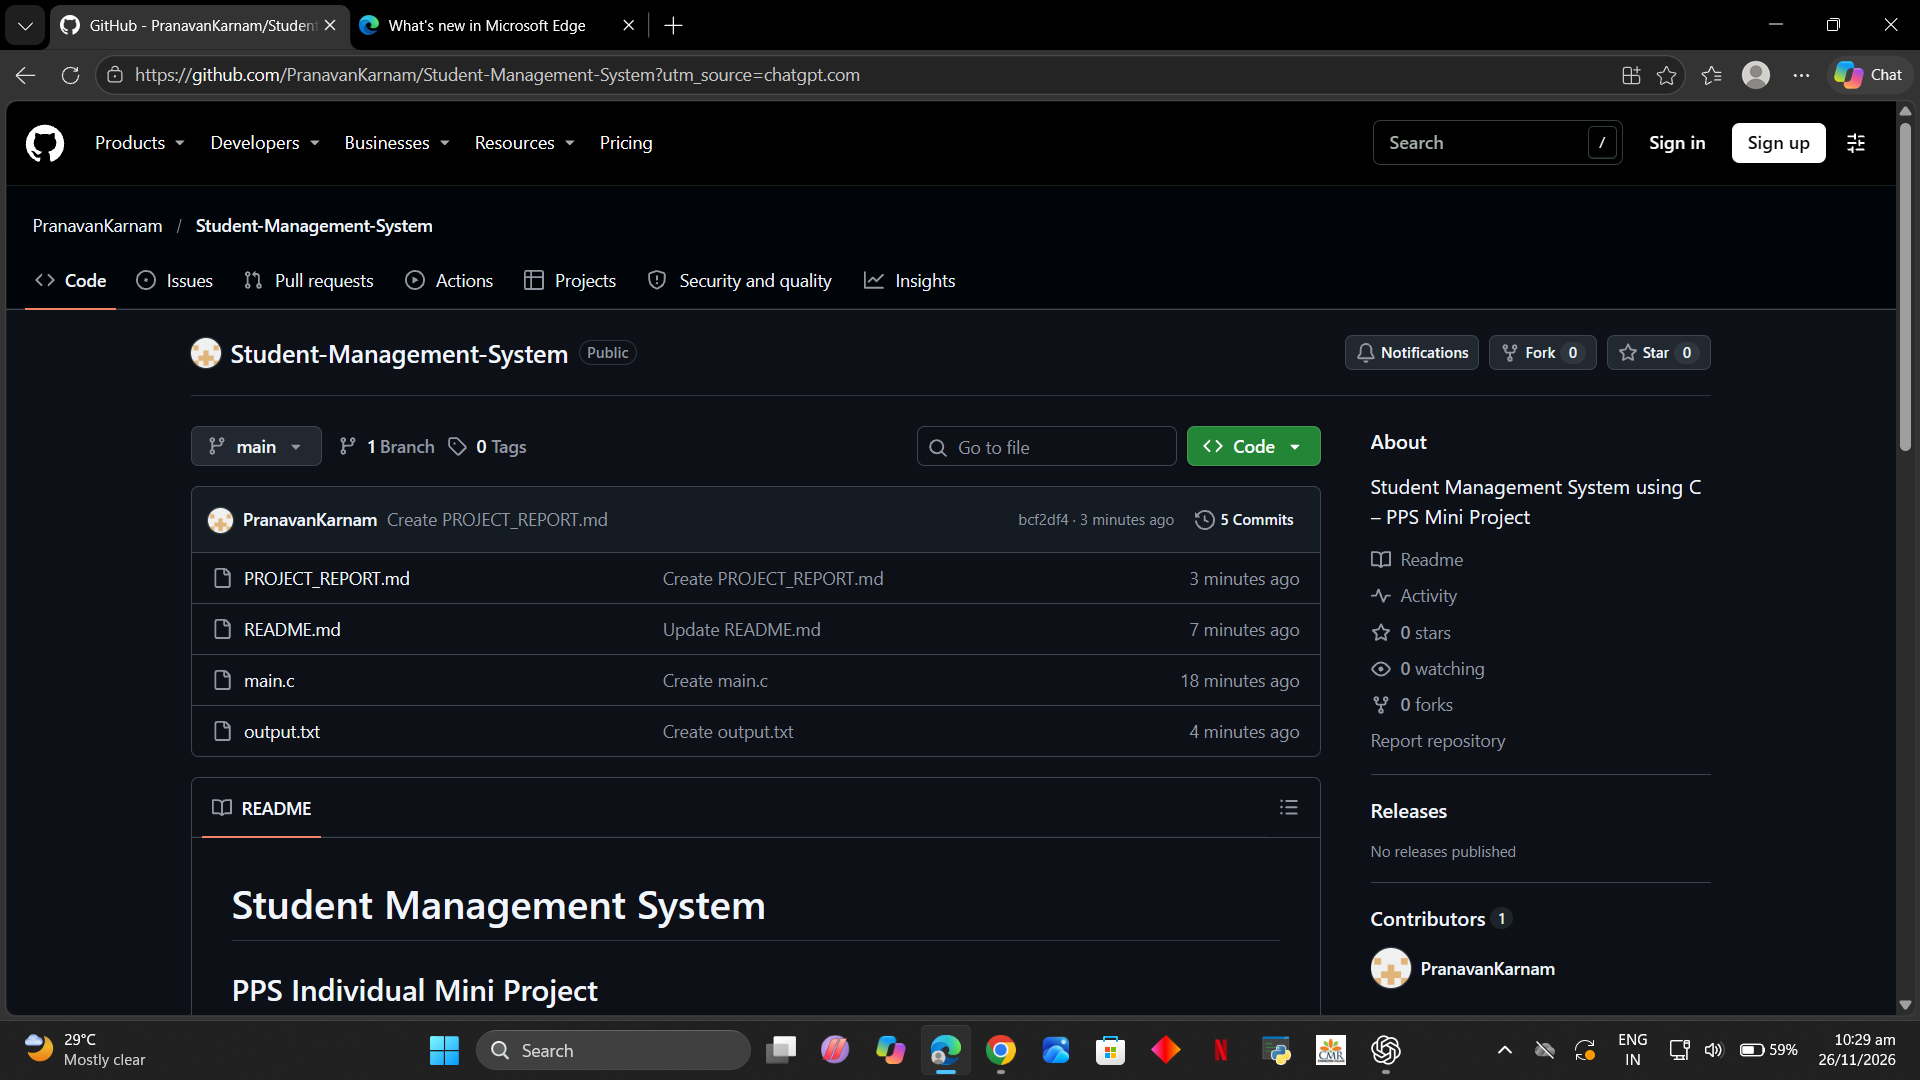 GitHub - PranavanKarnam/Student
What's new in Microsoft Edge
https://github.com/PranavanKarnam/Student-Management-System?utm_source=chatgpt.com
Chat
Products
Developers
Businesses
Resources
Pricing
Search
/
Sign in
Sign up
PranavanKarnam / Student-Management-System
Code
Issues
Pull requests
Actions
Projects
Security and quality
Insights
Student-Management-System
Public
Notifications
Fork 0
Star 0
main
1 Branch
0 Tags
Go to file
Code
PranavanKarnam Create PROJECT_REPORT.md bcf2df4 · 3 minutes ago 5 Commits
PROJECT_REPORT.md Create PROJECT_REPORT.md 3 minutes ago
README.md Update README.md 7 minutes ago
main.c Create main.c 18 minutes ago
output.txt Create output.txt 4 minutes ago
README
Student Management System
PPS Individual Mini Project
About
Student Management System using C
– PPS Mini Project
Readme
Activity
0 stars
0 watching
0 forks
Report repository
Releases
No releases published
Contributors 1
PranavanKarnam
29°C
Mostly clear
Search
N
CMR
ENG
IN
59%
10:29 am
26/11/2026